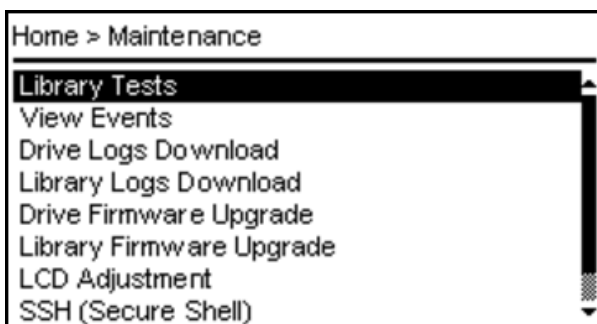 Home > Maintenance
Library Tests
View Events
Drive Logs Download
Library Logs Download
Drive Firmware Upgrade
Library Firmware Upgrade
LCD Adjustment
SSH (Secure Shell)